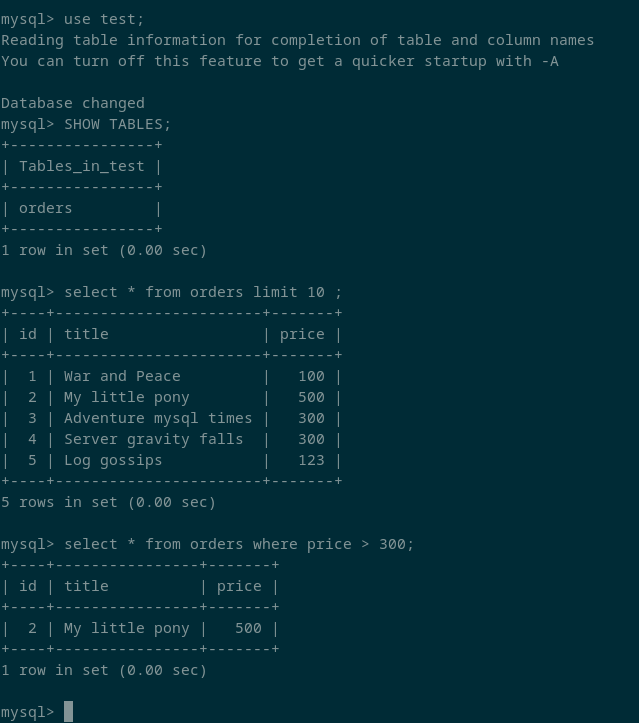 mysql> use test;
Reading table information for completion of table and column names
You can turn off this feature to get a quicker startup with -A

Database changed
mysql> SHOW TABLES;
+----------------+
| Tables_in_test |
+----------------+
| orders         |
+----------------+
1 row in set (0.00 sec)

mysql> select * from orders limit 10 ;
+----+-----------------------+-------+
| id | title                 | price |
+----+-----------------------+-------+
|  1 | War and Peace         |   100 |
|  2 | My little pony        |   500 |
|  3 | Adventure mysql times |   300 |
|  4 | Server gravity falls  |   300 |
|  5 | Log gossips           |   123 |
+----+-----------------------+-------+
5 rows in set (0.00 sec)

mysql> select * from orders where price > 300;
+----+----------------+-------+
| id | title          | price |
+----+----------------+-------+
|  2 | My little pony |   500 |
+----+----------------+-------+
1 row in set (0.00 sec)

mysql>